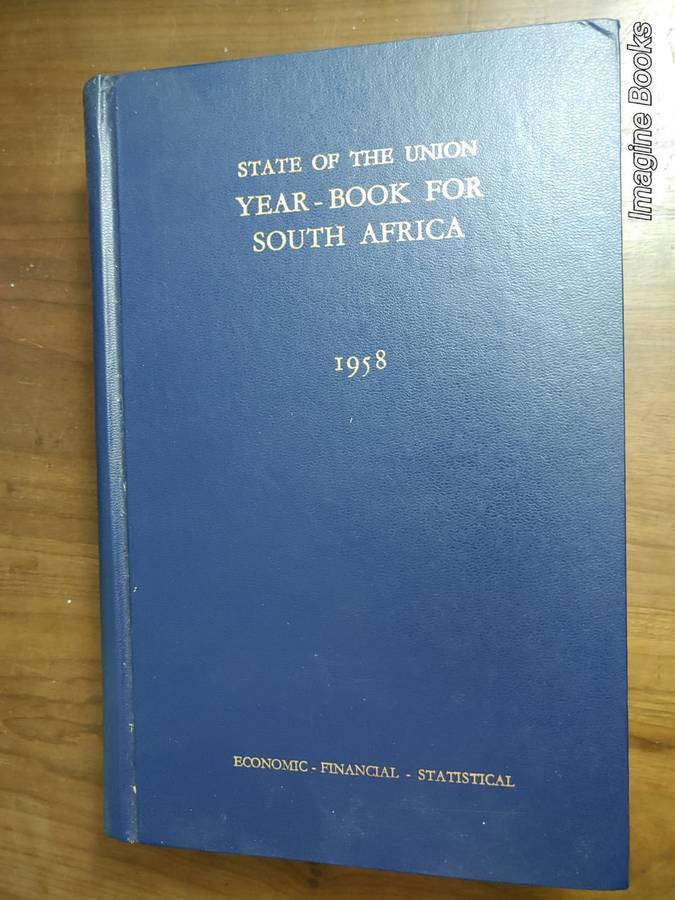 STATE OF THE UNION
YEAR-BOOK FOR
SOUTH AFRICA
1958
ECONOMIC - FINANCIAL - STATISTICAL
Imagine Books